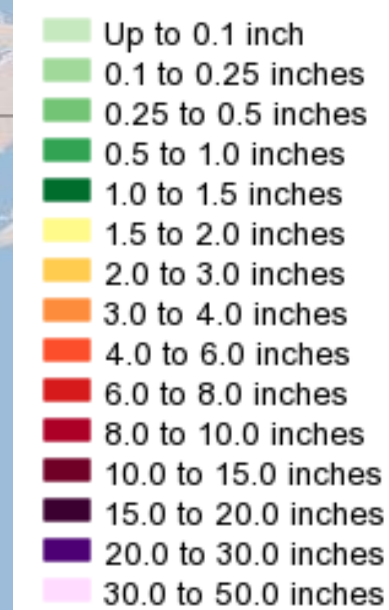 Up to 0.1 inch
0.1 to 0.25 inches
0.25 to 0.5 inches
0.5 to 1.0 inches
1.0 to 1.5 inches
1.5 to 2.0 inches
2.0 to 3.0 inches
3.0 to 4.0 inches
4.0 to 6.0 inches
6.0 to 8.0 inches
8.0 to 10.0 inches
10.0 to 15.0 inches
15.0 to 20.0 inches
20.0 to 30.0 inches
30.0 to 50.0 inches